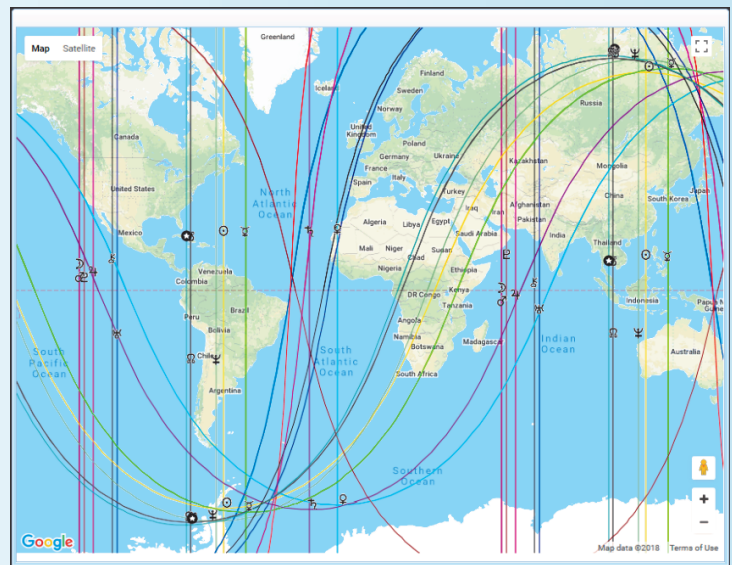 Map Satellite
Greenland
Iceland
Finland
Sweden
Norway
Russia
Canada
United
Kingdom
Poland
Germany
Ukraine
France
Kazakhstan
Mongolia
Italy
Spain
Turkey
United States
North
Atlantic
Ocean
China
Japan
South Korea
Iraq
Iran
Afghanistan
Pakistan
Algeria
Libya
Egypt
Mexico
Saudi Arabia
India
Mali
Niger
Chad
Sudan
Thailand
Nigeria
Ethiopia
Venezuela
Colombia
DR Congo
Kenya
Tanzania
Indonesia
Papua N
Guine
Brazil
Peru
Bolivia
Angola
Namibia
Botswana
Madagascar
Indian
Ocean
South
Pacific
Ocean
Chile
South
Atlantic
Ocean
Australia
South Africa
Argentina
Southern
Ocean
Google
Map data ©2018 Terms of Use